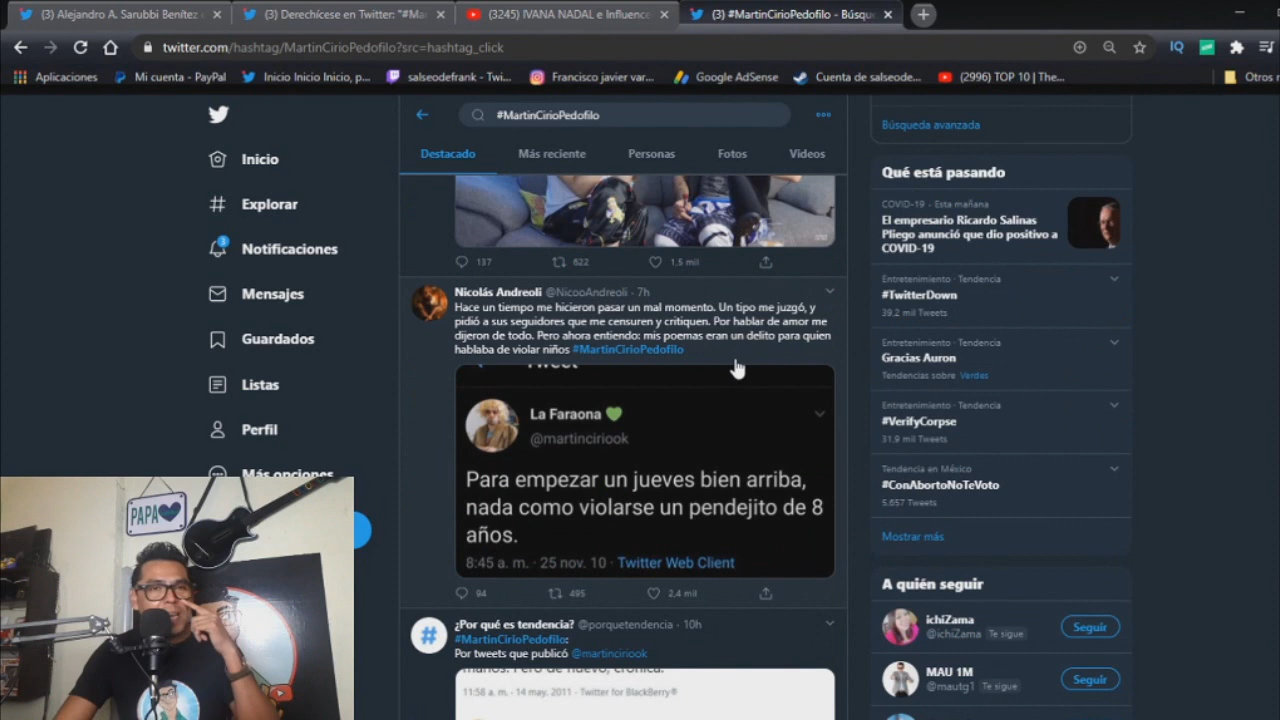 (3) Alejandro A. Sarubbi Benítez
(3) Derechícese en Twitter: "#Mar
(3245) IVANA NADAL e Influence
(3) #MartinCirioPedofilo - Búsqu
twitter.com/hashtag/MartinCirioPedofilo?src=hashtag_click
IQ
Aplicaciones
Mi cuenta - PayPal
Inicio Inicio Inicio, p...
salseodefrank - Twi...
Francisco javier var...
Google AdSense
Cuenta de salseode...
(2996) TOP 10 | The...
Otros
Inicio
Explorar
3
Notificaciones
Mensajes
Guardados
Listas
Perfil
Más opciones
#MartinCirioPedofilo
Destacado
Más reciente
Personas
Fotos
Videos
137
622
1,5 mil
Nicolás Andreoli @NicooAndreoli · 7h
Hace un tiempo me hicieron pasar un mal momento. Un tipo me juzgó, y
pidió a sus seguidores que me censuren y critiquen. Por hablar de amor me
dijeron de todo. Pero ahora entiendo: mis poemas eran un delito para quien
hablaba de violar niños #MartinCirioPedofilo
Tweet
La Faraona
@martinciriook
Para empezar un jueves bien arriba,
nada como violarse un pendejito de 8
años.
8:45 a. m. · 25 nov. 10 · Twitter Web Client
94
495
2,4 mil
¿Por qué es tendencia? @porquetendencia · 10h
#MartinCirioPedofilo:
Por tweets que publicó @martinciriook
manos. Pero de nuevo, crónica.
11:58 a. m. · 14 may. 2011 · Twitter for BlackBerry®
Búsqueda avanzada
Qué está pasando
COVID-19 · Esta mañana
El empresario Ricardo Salinas
Pliego anunció que dio positivo a
COVID-19
Entretenimiento · Tendencia
#TwitterDown
39.2 mil Tweets
Entretenimiento · Tendencia
Gracias Auron
Tendencias sobre Verdes
Entretenimiento · Tendencia
#VerifyCorpse
31,9 mil Tweets
Tendencia en México
#ConAbortoNoTeVoto
5.657 Tweets
Mostrar más
A quién seguir
ichiZama
@ichiZama Te sigue
Seguir
MAU 1M
@mautg1 Te sigue
Seguir
PAPA